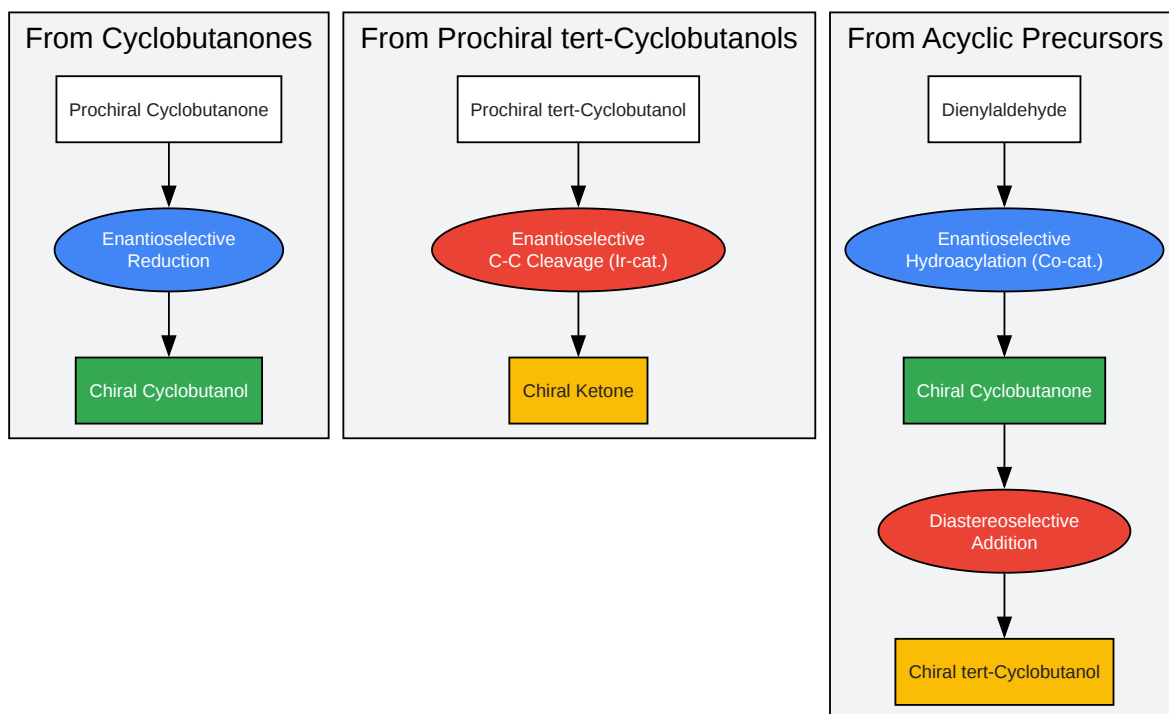 From Cyclobutanones
Prochiral Cyclobutanone
Enantioselective
Reduction
Chiral Cyclobutanol
From Prochiral tert-Cyclobutanols
Prochiral tert-Cyclobutanol
Enantioselective
C-C Cleavage (Ir-cat.)
Chiral Ketone
From Acyclic Precursors
Dienylaldehyde
Enantioselective
Hydroacylation (Co-cat.)
Chiral Cyclobutanone
Diastereoselective
Addition
Chiral tert-Cyclobutanol